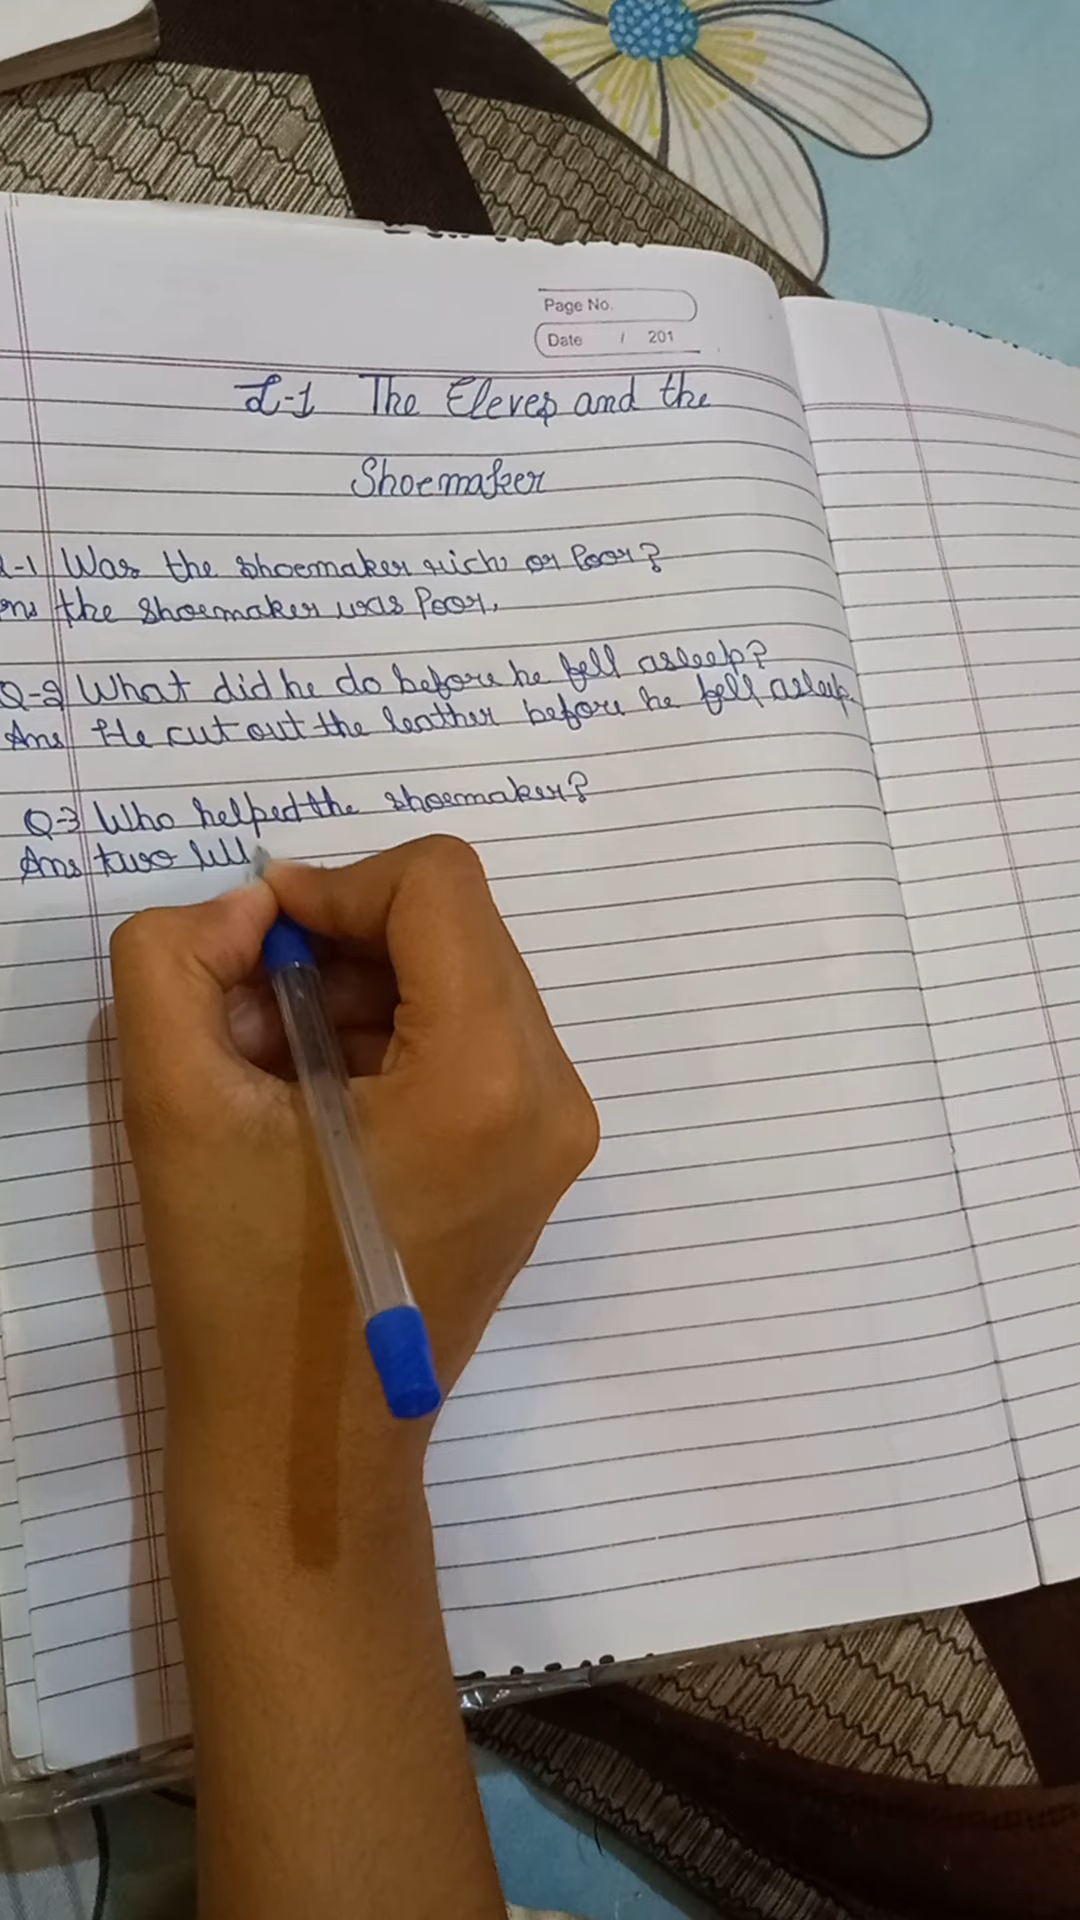 Page No.
Date / 201
L-1 The Eleves and the
Shoemaker
-1 Was the shoemaker rich or Poor?
Ans the Shoemaker was Poor.
Q-2 What did he do before he fell asleep?
Ans He cut out the leather before he fell asleep.
Q-3 Who helped the shoemaker?
Ans two